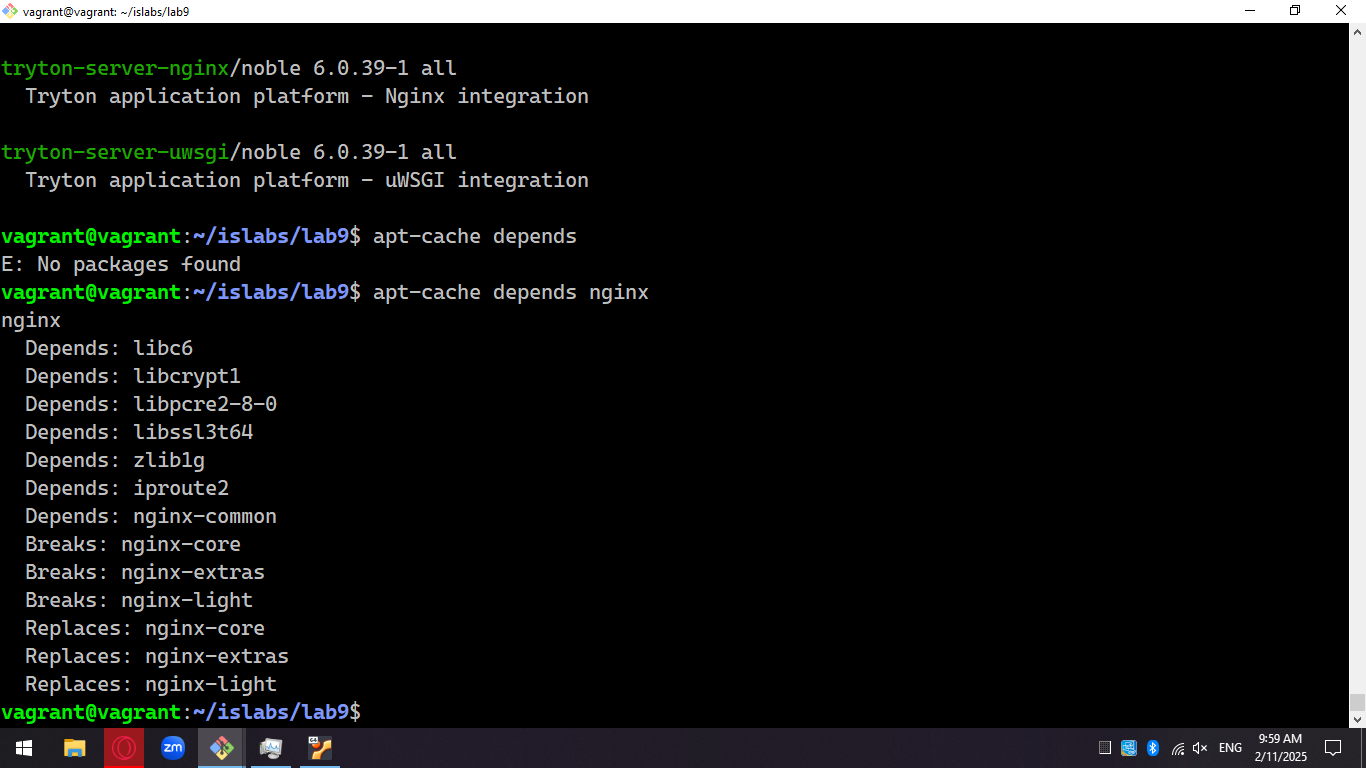 vagrant@vagrant: ~/islabs/lab9
tryton-server-nginx/noble 6.0.39-1 all
  Tryton application platform - Nginx integration
tryton-server-uwsgi/noble 6.0.39-1 all
  Tryton application platform - uWSGI integration
vagrant@vagrant:~/islabs/lab9$ apt-cache depends
E: No packages found
vagrant@vagrant:~/islabs/lab9$ apt-cache depends nginx
nginx
  Depends: libc6
  Depends: libcrypt1
  Depends: libpcre2-8-0
  Depends: libssl3t64
  Depends: zlib1g
  Depends: iproute2
  Depends: nginx-common
  Breaks: nginx-core
  Breaks: nginx-extras
  Breaks: nginx-light
  Replaces: nginx-core
  Replaces: nginx-extras
  Replaces: nginx-light
vagrant@vagrant:~/islabs/lab9$
zm
64
ENG
9:59 AM
2/11/2025